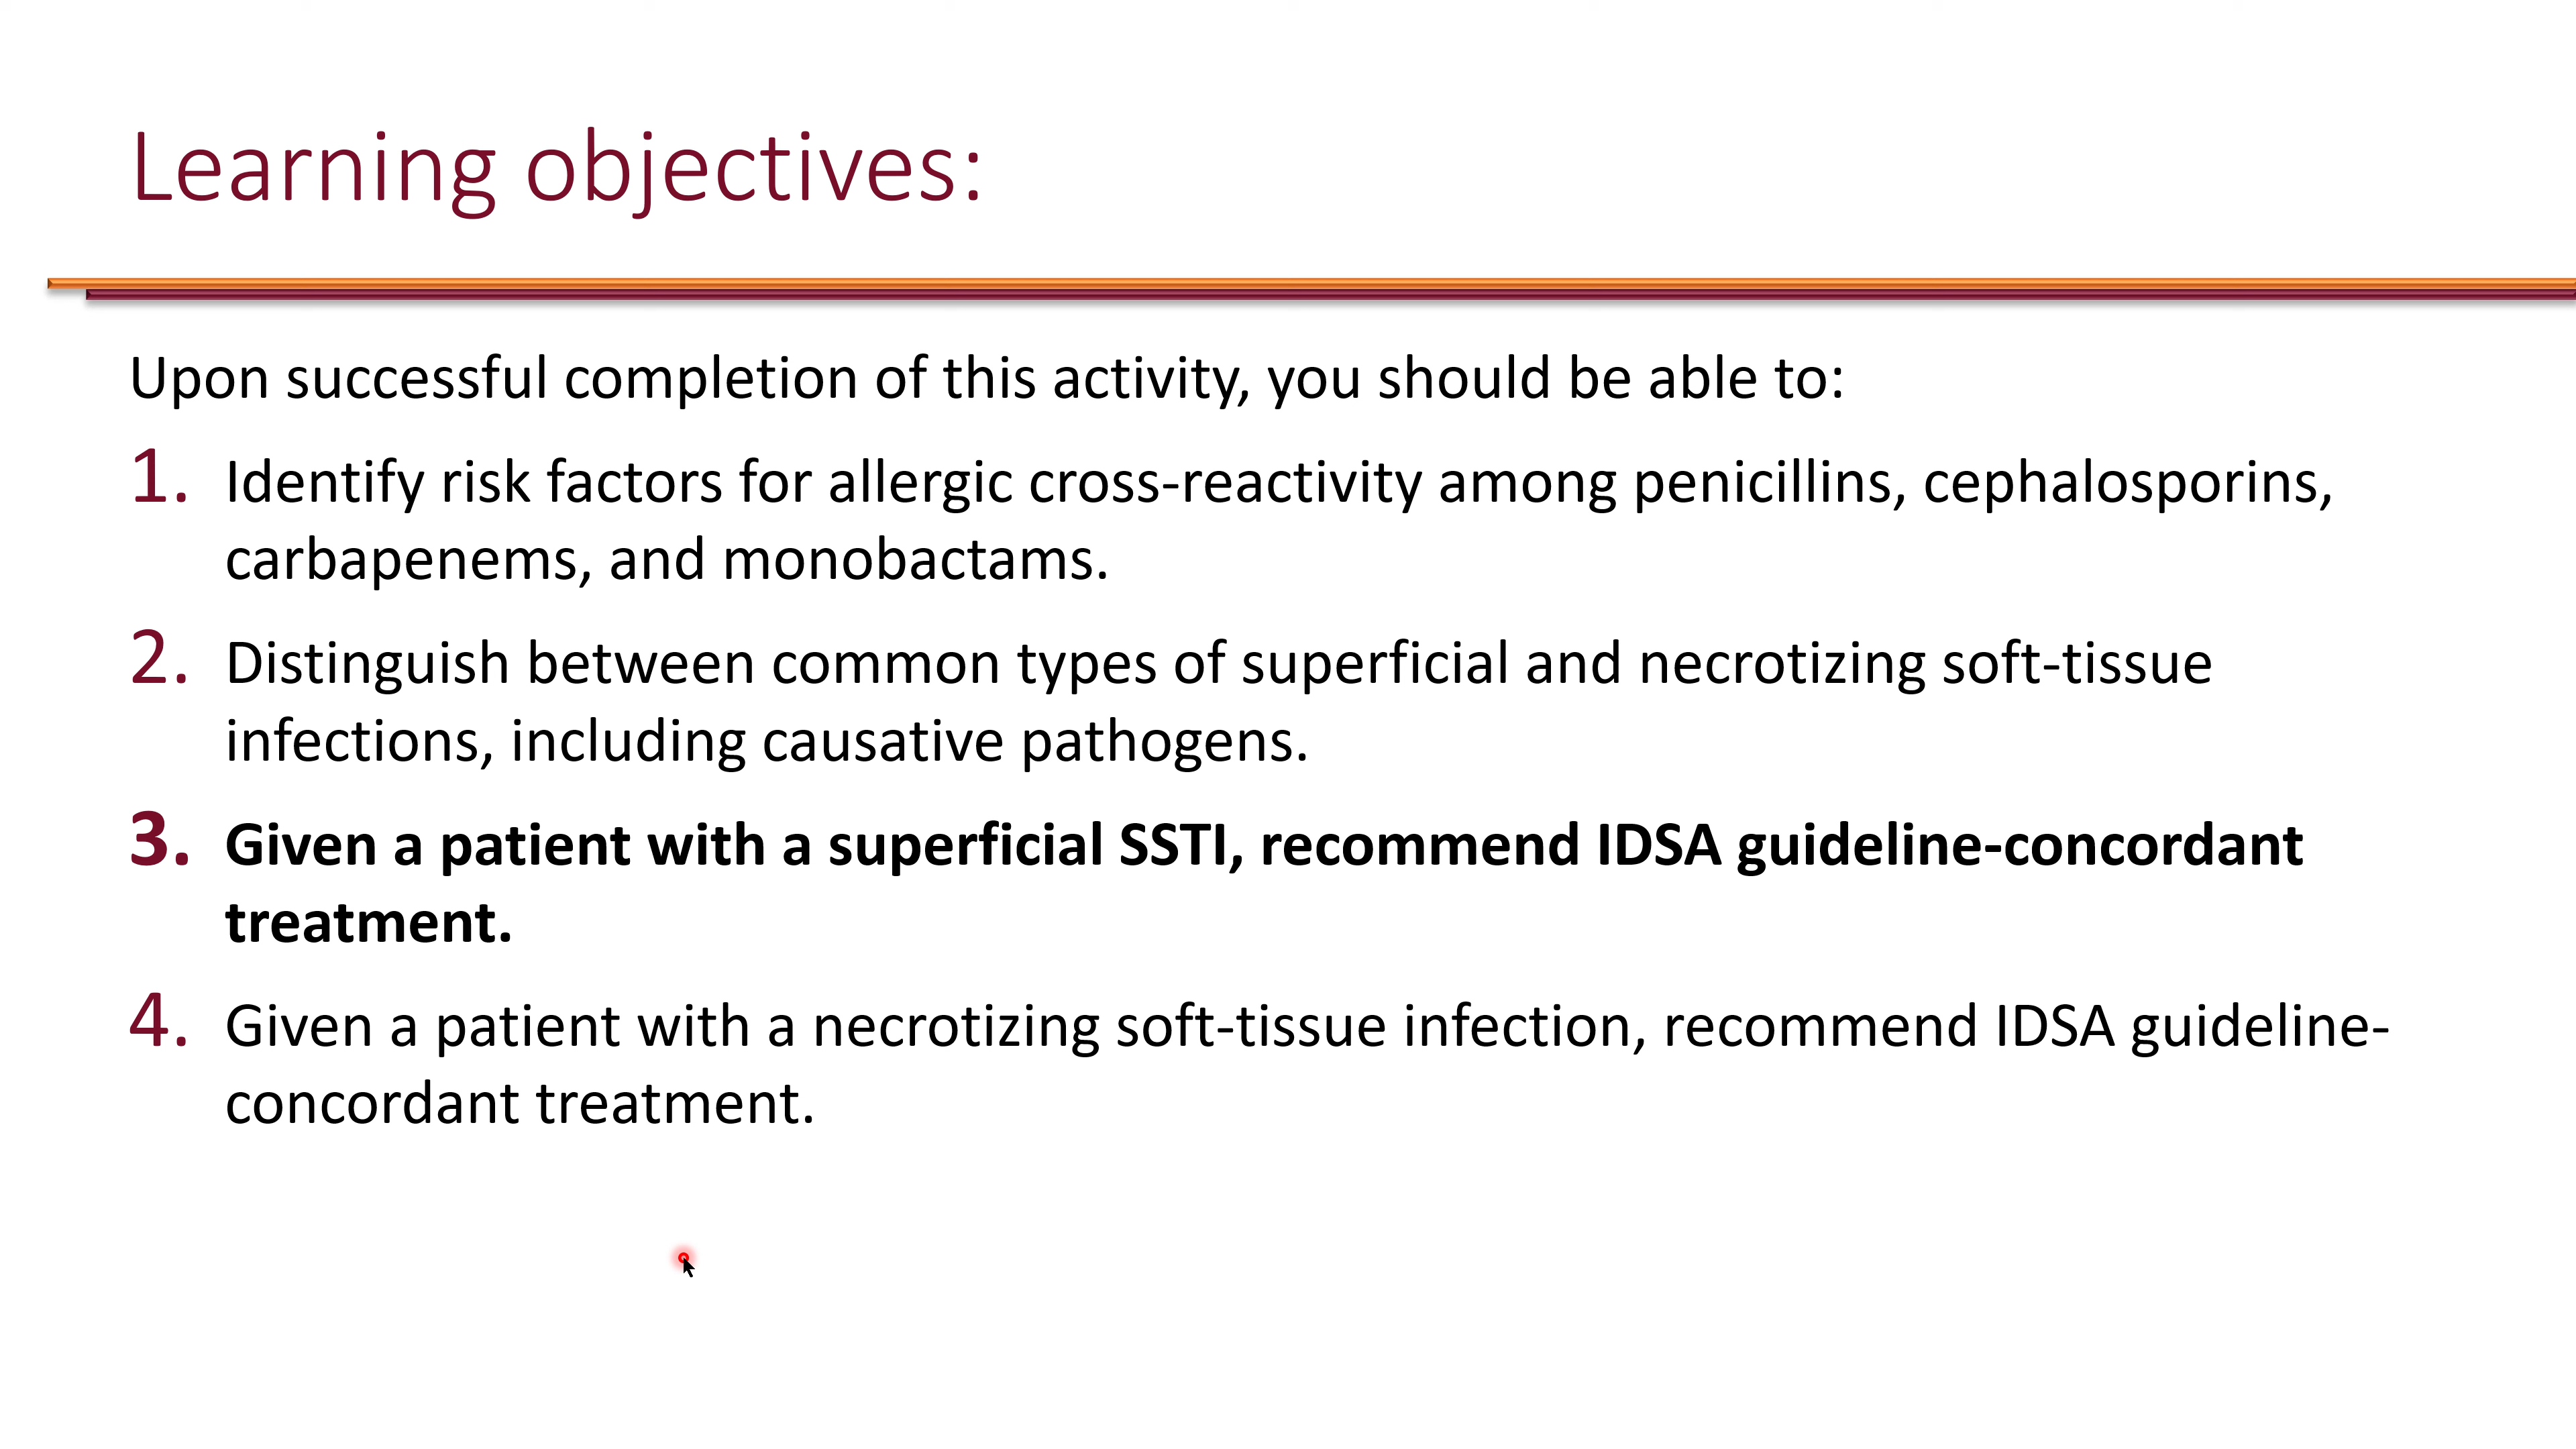 Learning objectives:
Upon successful completion of this activity, you should be able to:
1. Identify risk factors for allergic cross-reactivity among penicillins, cephalosporins,
carbapenems, and monobactams.
2. Distinguish between common types of superficial and necrotizing soft-tissue
infections, including causative pathogens.
3. Given a patient with a superficial SSTI, recommend IDSA guideline-concordant
treatment.
4. Given a patient with a necrotizing soft-tissue infection, recommend IDSA guideline-
concordant treatment.